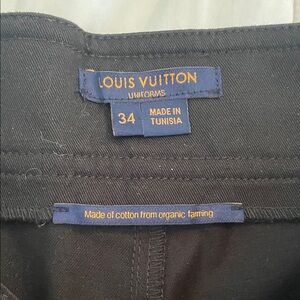 LOUIS VUITTON
UNIFORMS
34
MADE IN
TUNISIA
Made of cotton from organic farming